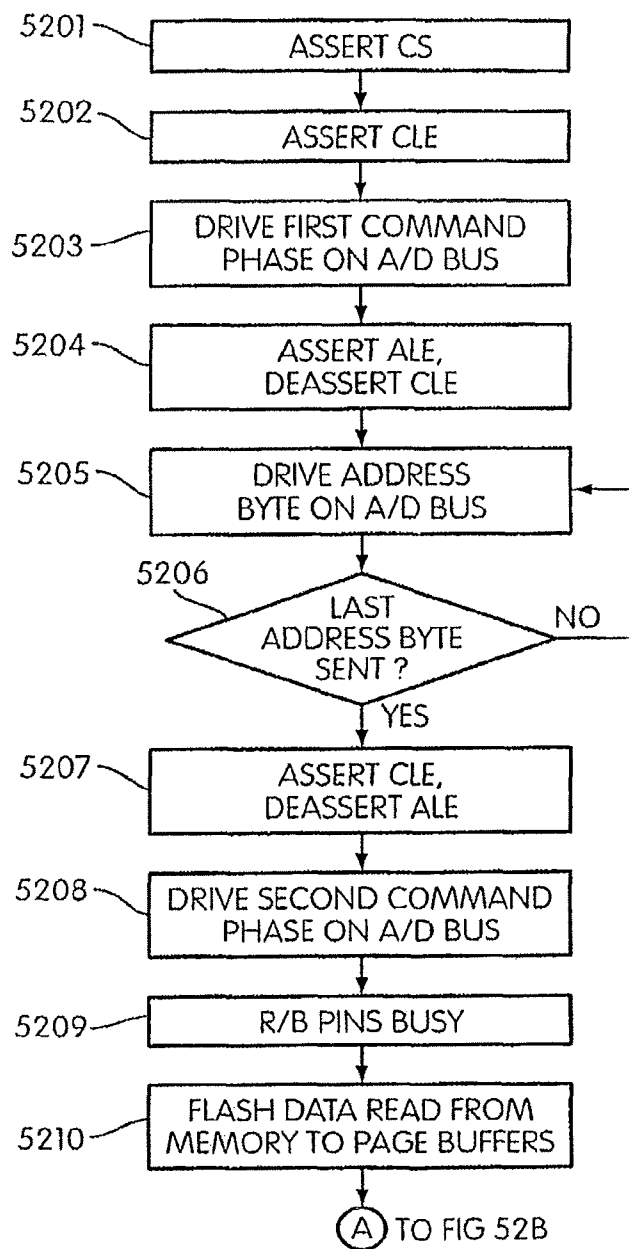 5201
ASSERT CS
5202
ASSERT CLE
5203
DRIVE FIRST COMMAND
PHASE ON A/D BUS
5204
ASSERT ALE,
DEASSERT CLE
5205
DRIVE ADDRESS
BYTE ON A/D BUS
5206
LAST
ADDRESS BYTE
SENT ?
NO
YES
5207
ASSERT CLE,
DEASSERT ALE
5208
DRIVE SECOND COMMAND
PHASE ON A/D BUS
5209
R/B PINS BUSY
5210
FLASH DATA READ FROM
MEMORY TO PAGE BUFFERS
A TO FIG 52B